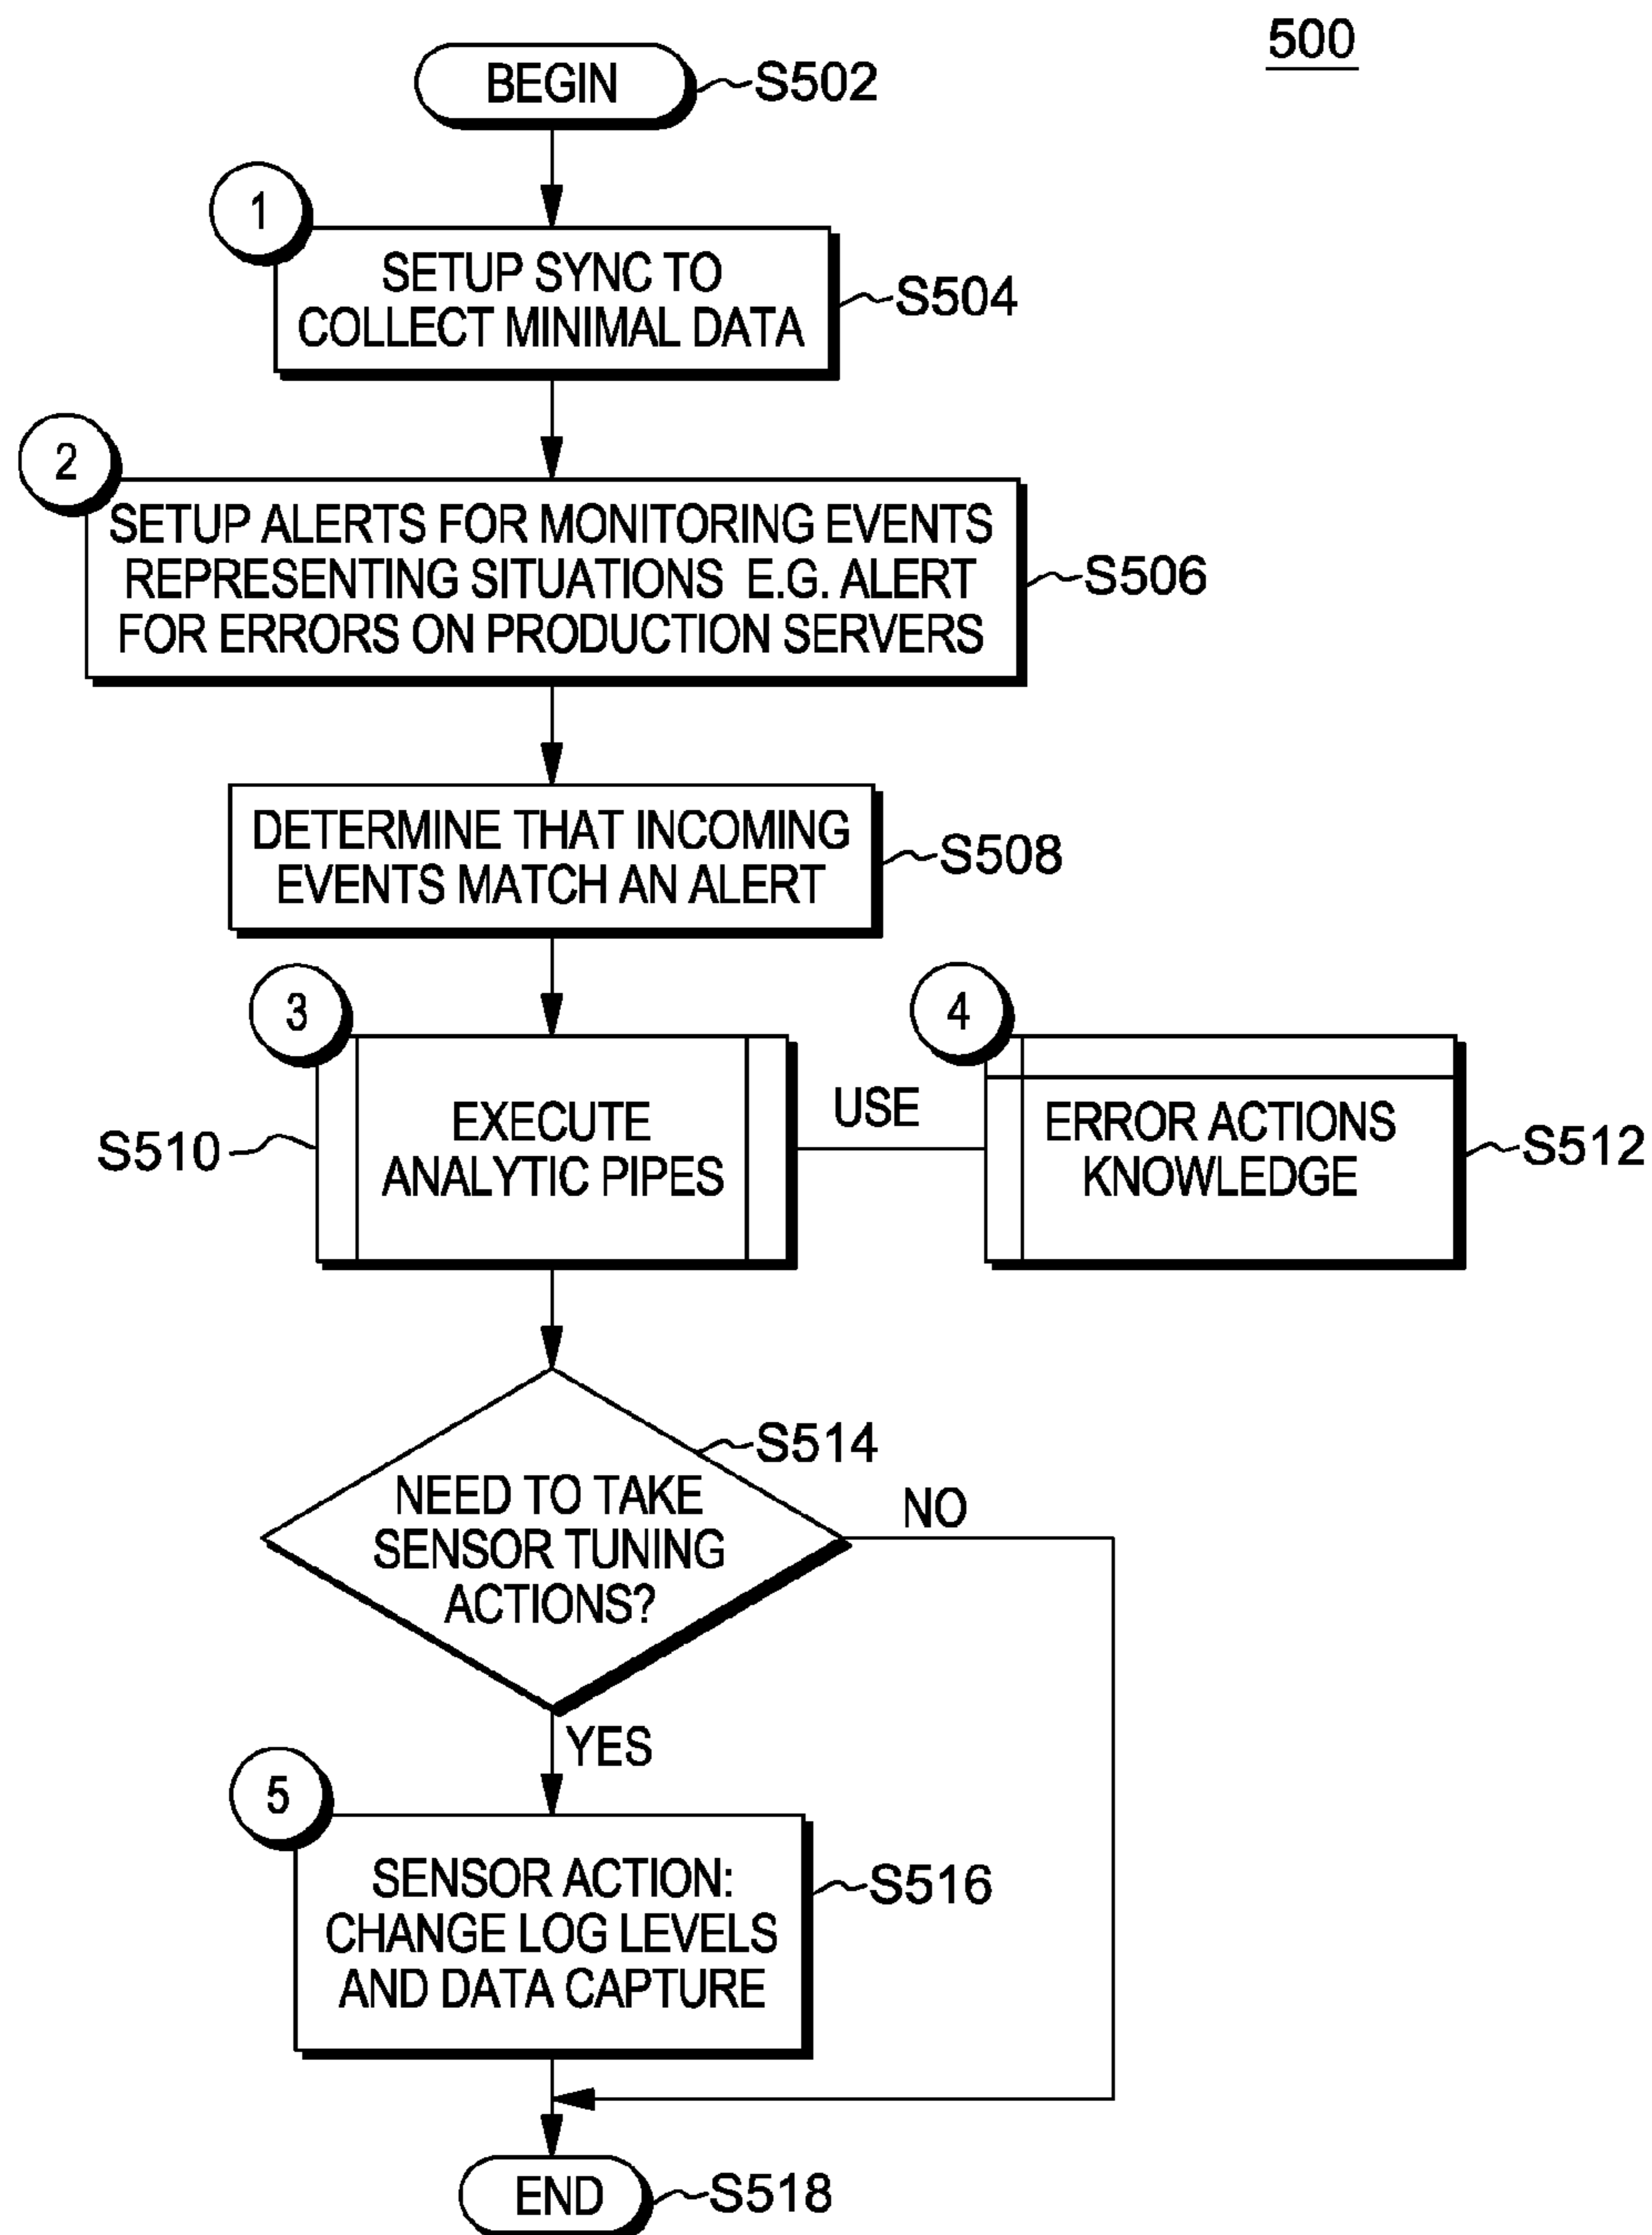 500
BEGIN
S502
1
SETUP SYNC TO
COLLECT MINIMAL DATA
S504
2
SETUP ALERTS FOR MONITORING EVENTS
REPRESENTING SITUATIONS E.G. ALERT
FOR ERRORS ON PRODUCTION SERVERS
S506
DETERMINE THAT INCOMING
EVENTS MATCH AN ALERT
S508
3
EXECUTE
ANALYTIC PIPES
S510
USE
4
ERROR ACTIONS
KNOWLEDGE
S512
NEED TO TAKE
SENSOR TUNING
ACTIONS?
S514
NO
YES
5
SENSOR ACTION:
CHANGE LOG LEVELS
AND DATA CAPTURE
S516
END
S518